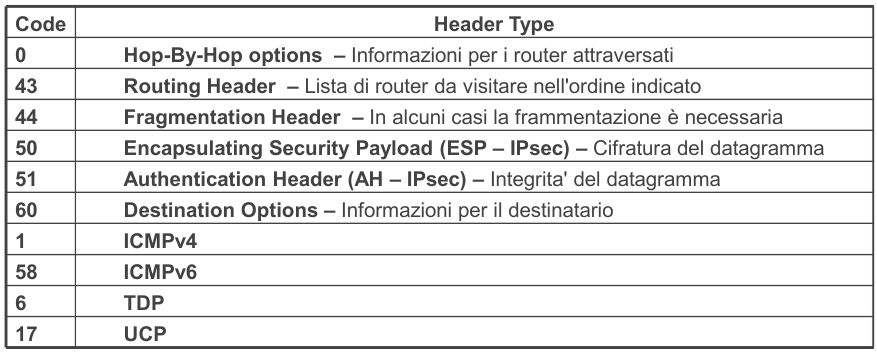 Code Header Type
0 Hop-By-Hop options – Informazioni per i router attraversati
43 Routing Header – Lista di router da visitare nell'ordine indicato
44 Fragmentation Header – In alcuni casi la frammentazione è necessaria
50 Encapsulating Security Payload (ESP – IPsec) – Cifratura del datagramma
51 Authentication Header (AH – IPsec) – Integrita' del datagramma
60 Destination Options – Informazioni per il destinatario
1 ICMPv4
58 ICMPv6
6 TDP
17 UCP